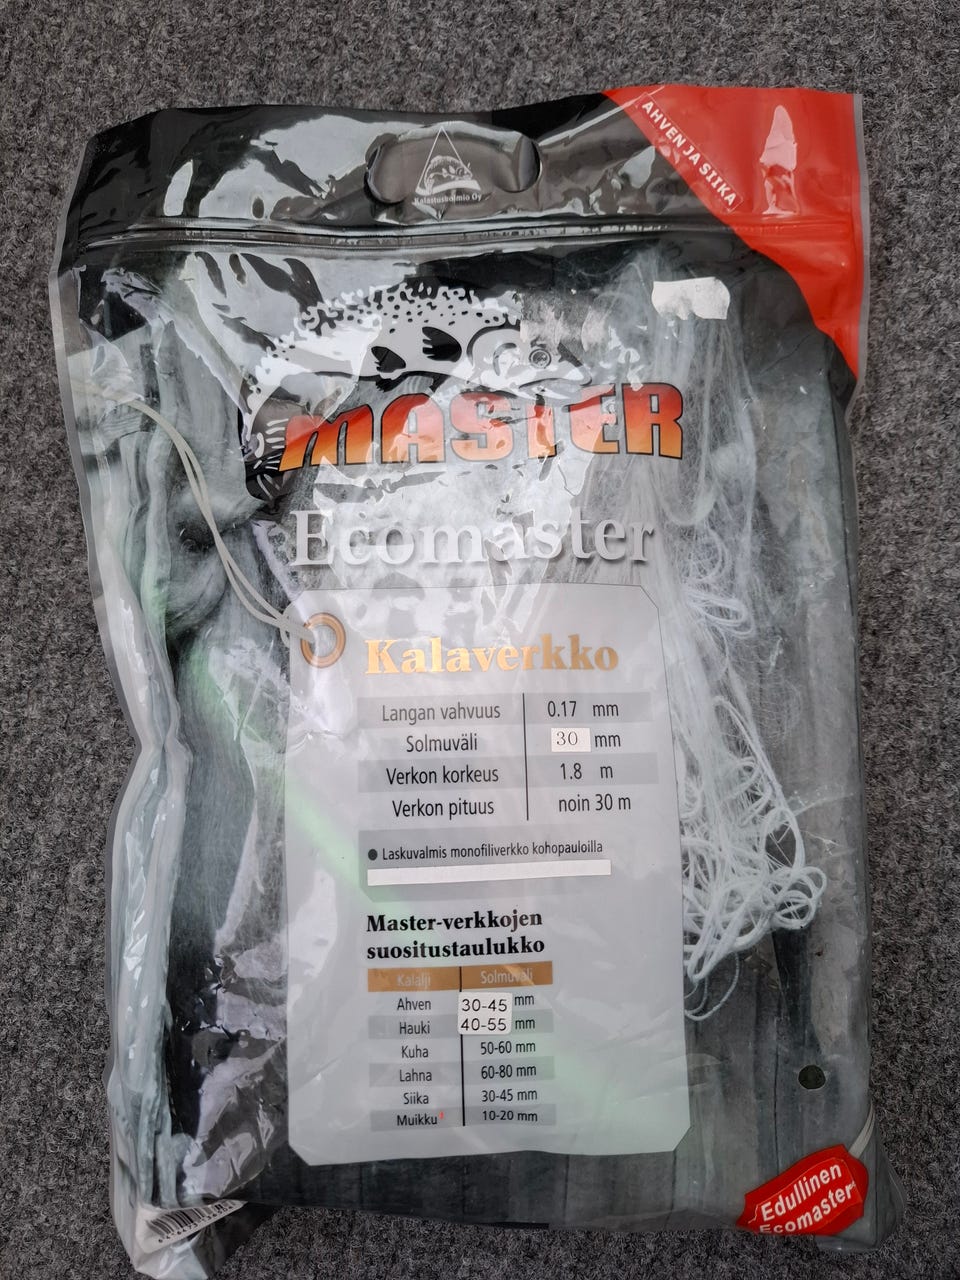 AHVEN JA SIIKA
Kalastuskolmio Oy
MASTER
Ecomaster
Kalaverkko
Langan vahvuus 0.17 mm
Solmuväli 30 mm
Verkon korkeus 1.8 m
Verkon pituus noin 30 m
● Laskuvalmis monofiiliverkko kohopauloilla
Master-verkkojen
suositustaulukko
Kalalji Solmuväli
Ahven 30-45 mm
Hauki 40-55 mm
Kuha 50-60 mm
Lahna 60-80 mm
Siika 30-45 mm
Muikku 10-20 mm
Edullinen
Ecomaster